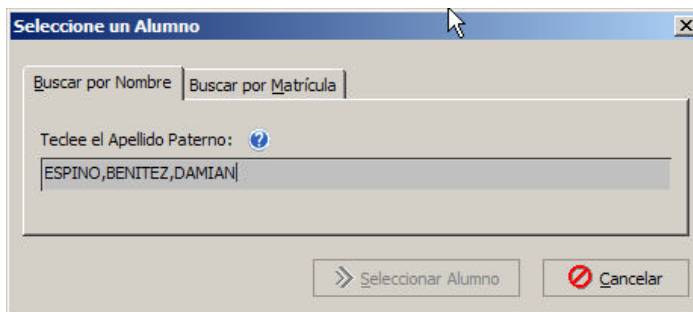 Seleccione un Alumno
Buscar por Nombre Buscar por Matrícula
Teclee el Apellido Paterno:
ESPINO,BENITEZ,DAMIAN
Seleccionar Alumno Cancelar